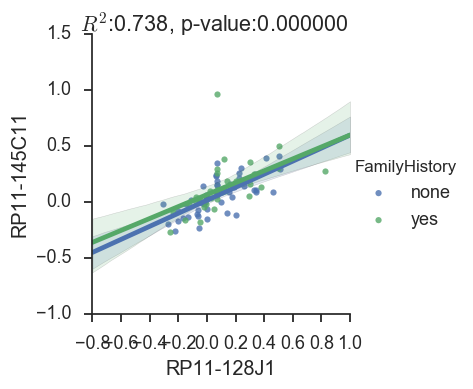 R²:0.738, p-value:0.000000
1.5
1.0
0.5
0.0
−0.5
−1.0
RP11-145C11
−0.8 −0.6 −0.4 −0.2 0.0 0.2 0.4 0.6 0.8 1.0
RP11-128J1
FamilyHistory
none
yes